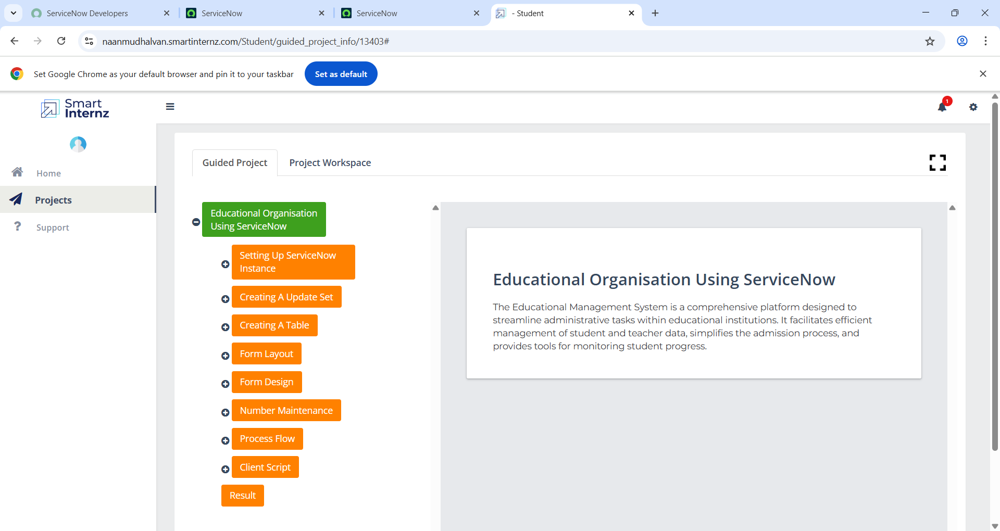 ServiceNow Developers
ServiceNow
ServiceNow
- Student
naanmudhalvan.smartinternz.com/Student/guided_project_info/13403#
Set Google Chrome as your default browser and pin it to your taskbar
Set as default
Smart
Internz
1
Home
Projects
Support
Guided Project
Project Workspace
Educational Organisation
Using ServiceNow
Setting Up ServiceNow
Instance
Creating A Update Set
Creating A Table
Form Layout
Form Design
Number Maintenance
Process Flow
Client Script
Result
Educational Organisation Using ServiceNow
The Educational Management System is a comprehensive platform designed to
streamline administrative tasks within educational institutions. It facilitates efficient
management of student and teacher data, simplifies the admission process, and
provides tools for monitoring student progress.